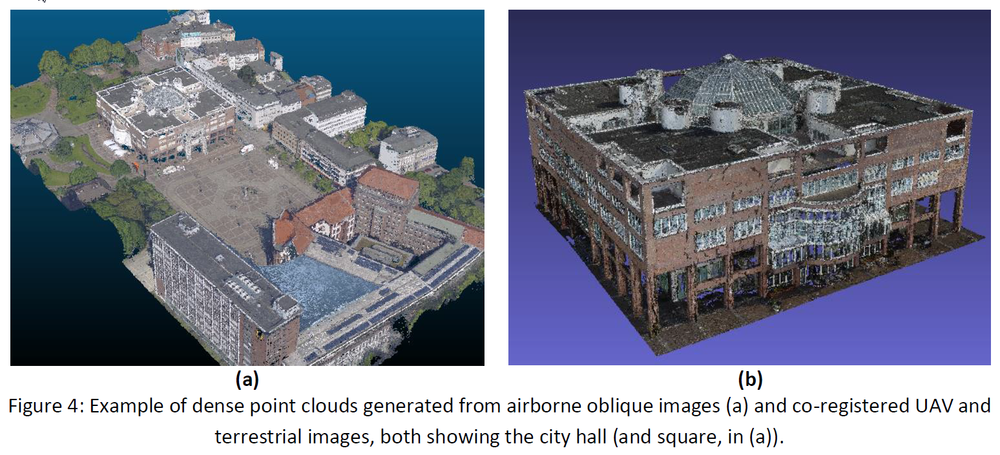 (a)
(b)
Figure 4: Example of dense point clouds generated from airborne oblique images (a) and co-registered UAV and
terrestrial images, both showing the city hall (and square, in (a)).